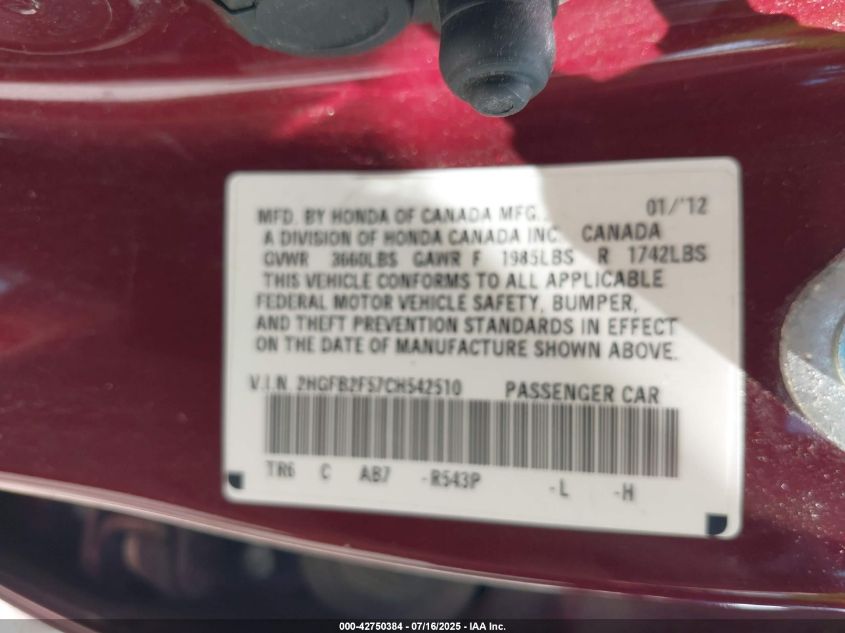 MFD. BY HONDA OF CANADA MFG., 01/'12
A DIVISION OF HONDA CANADA INC. CANADA
GVWR 3660LBS GAWR F 1985LBS R 1742LBS
THIS VEHICLE CONFORMS TO ALL APPLICABLE
FEDERAL MOTOR VEHICLE SAFETY, BUMPER,
AND THEFT PREVENTION STANDARDS IN EFFECT
ON THE DATE OF MANUFACTURE SHOWN ABOVE.
V.I.N. 2HGFB2F57CH542510 PASSENGER CAR
TR6 C AB7 -R543P -L -H
000-42750384 - 07/16/2025 - IAA Inc.